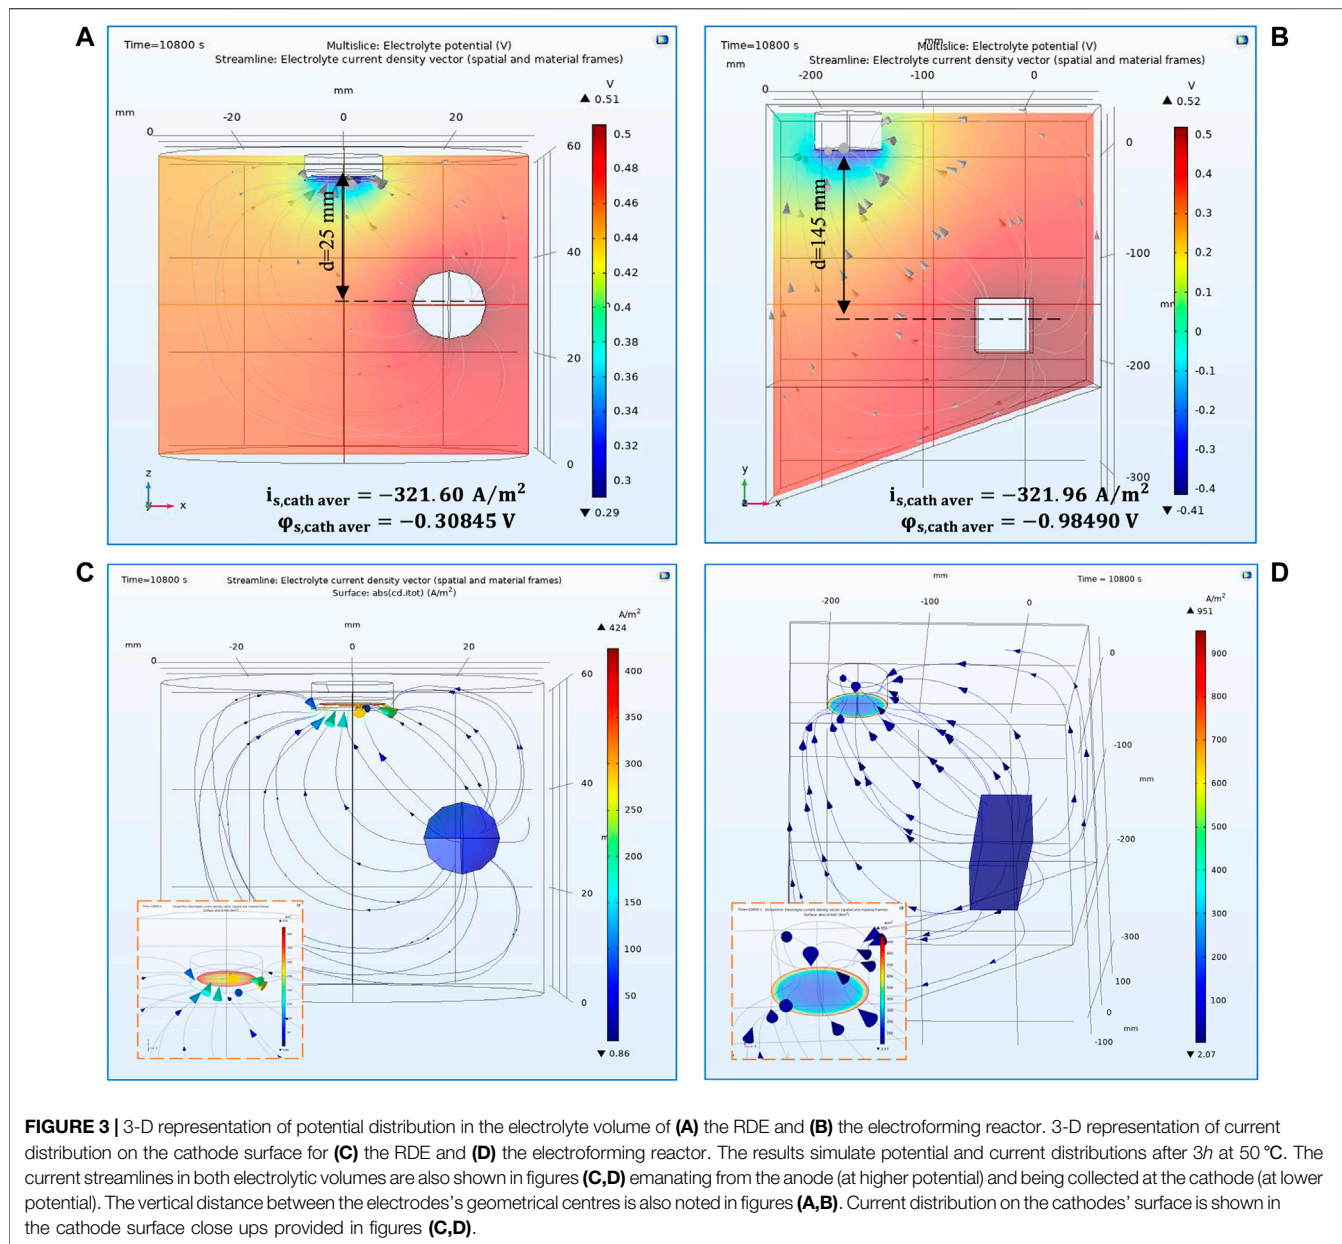 A
Time=10800 s
Multislice: Electrolyte potential (V)
Streamline: Electrolyte current density vector (spatial and material frames)
mm
V
▲ 0.51
mm
-20
0
20
0
60
40
20
0
0.5
0.48
0.46
0.44
0.42
0.4
0.38
0.36
0.34
0.32
0.3
▼ 0.29
d=25 mm
z
y
x
i_s,cath aver = −321.60 A/m²
φ_s,cath aver = −0.30845 V
B
Time=10800 s
mm
Multislice: Electrolyte potential (V)
Streamline: Electrolyte current density vector (spatial and material frames)
mm
-200
-100
0
V
▲ 0.52
0
0
-100
mm
-200
-300
0.5
0.4
0.3
0.2
0.1
0
-0.1
-0.2
-0.3
-0.4
▼ -0.41
d=145 mm
y
z
x
i_s,cath aver = −321.96 A/m²
φ_s,cath aver = −0.98490 V
C
Time=10800 s
Streamline: Electrolyte current density vector (spatial and material frames)
Surface: abs(cd.itot) (A/m²)
mm
A/m²
▲ 424
mm
0
-20
0
20
60
40
20
0
400
350
300
250
200
150
100
50
▼ 0.86
D
mm
Time = 10800 s
-200
-100
0
A/m²
▲ 951
0
-100
mm
-200
-300
100
0
mm
-100
900
800
700
600
500
400
300
200
100
▼ 2.07
FIGURE 3 | 3-D representation of potential distribution in the electrolyte volume of (A) the RDE and (B) the electroforming reactor. 3-D representation of current
distribution on the cathode surface for (C) the RDE and (D) the electroforming reactor. The results simulate potential and current distributions after 3h at 50 °C. The
current streamlines in both electrolytic volumes are also shown in figures (C,D) emanating from the anode (at higher potential) and being collected at the cathode (at lower
potential). The vertical distance between the electrodes's geometrical centres is also noted in figures (A,B). Current distribution on the cathodes' surface is shown in
the cathode surface close ups provided in figures (C,D).